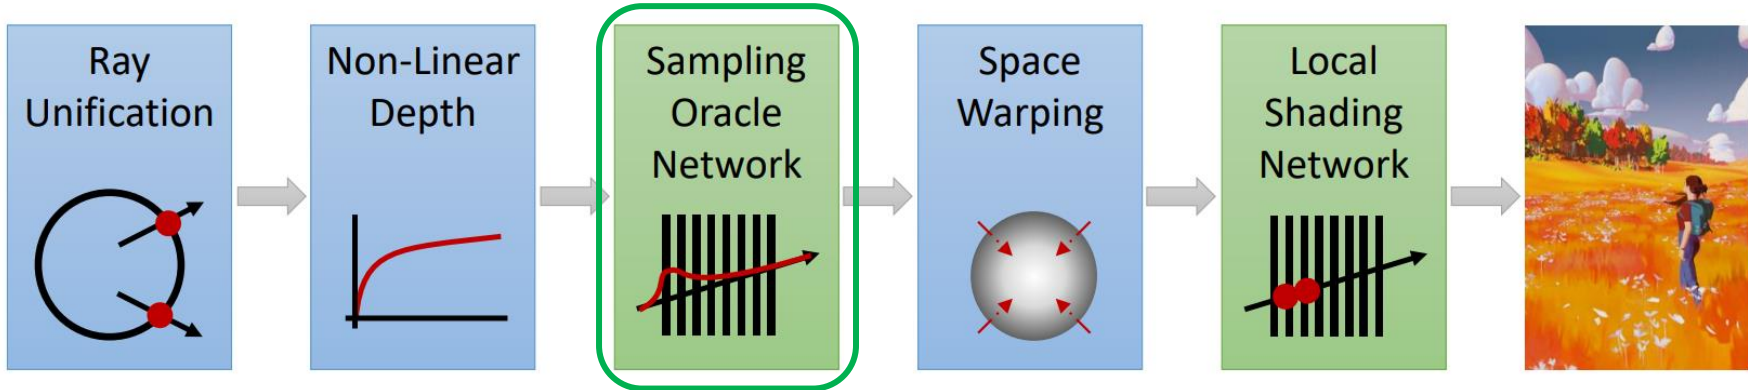 Ray
Unification
Non-Linear
Depth
Sampling
Oracle
Network
Space
Warping
Local
Shading
Network